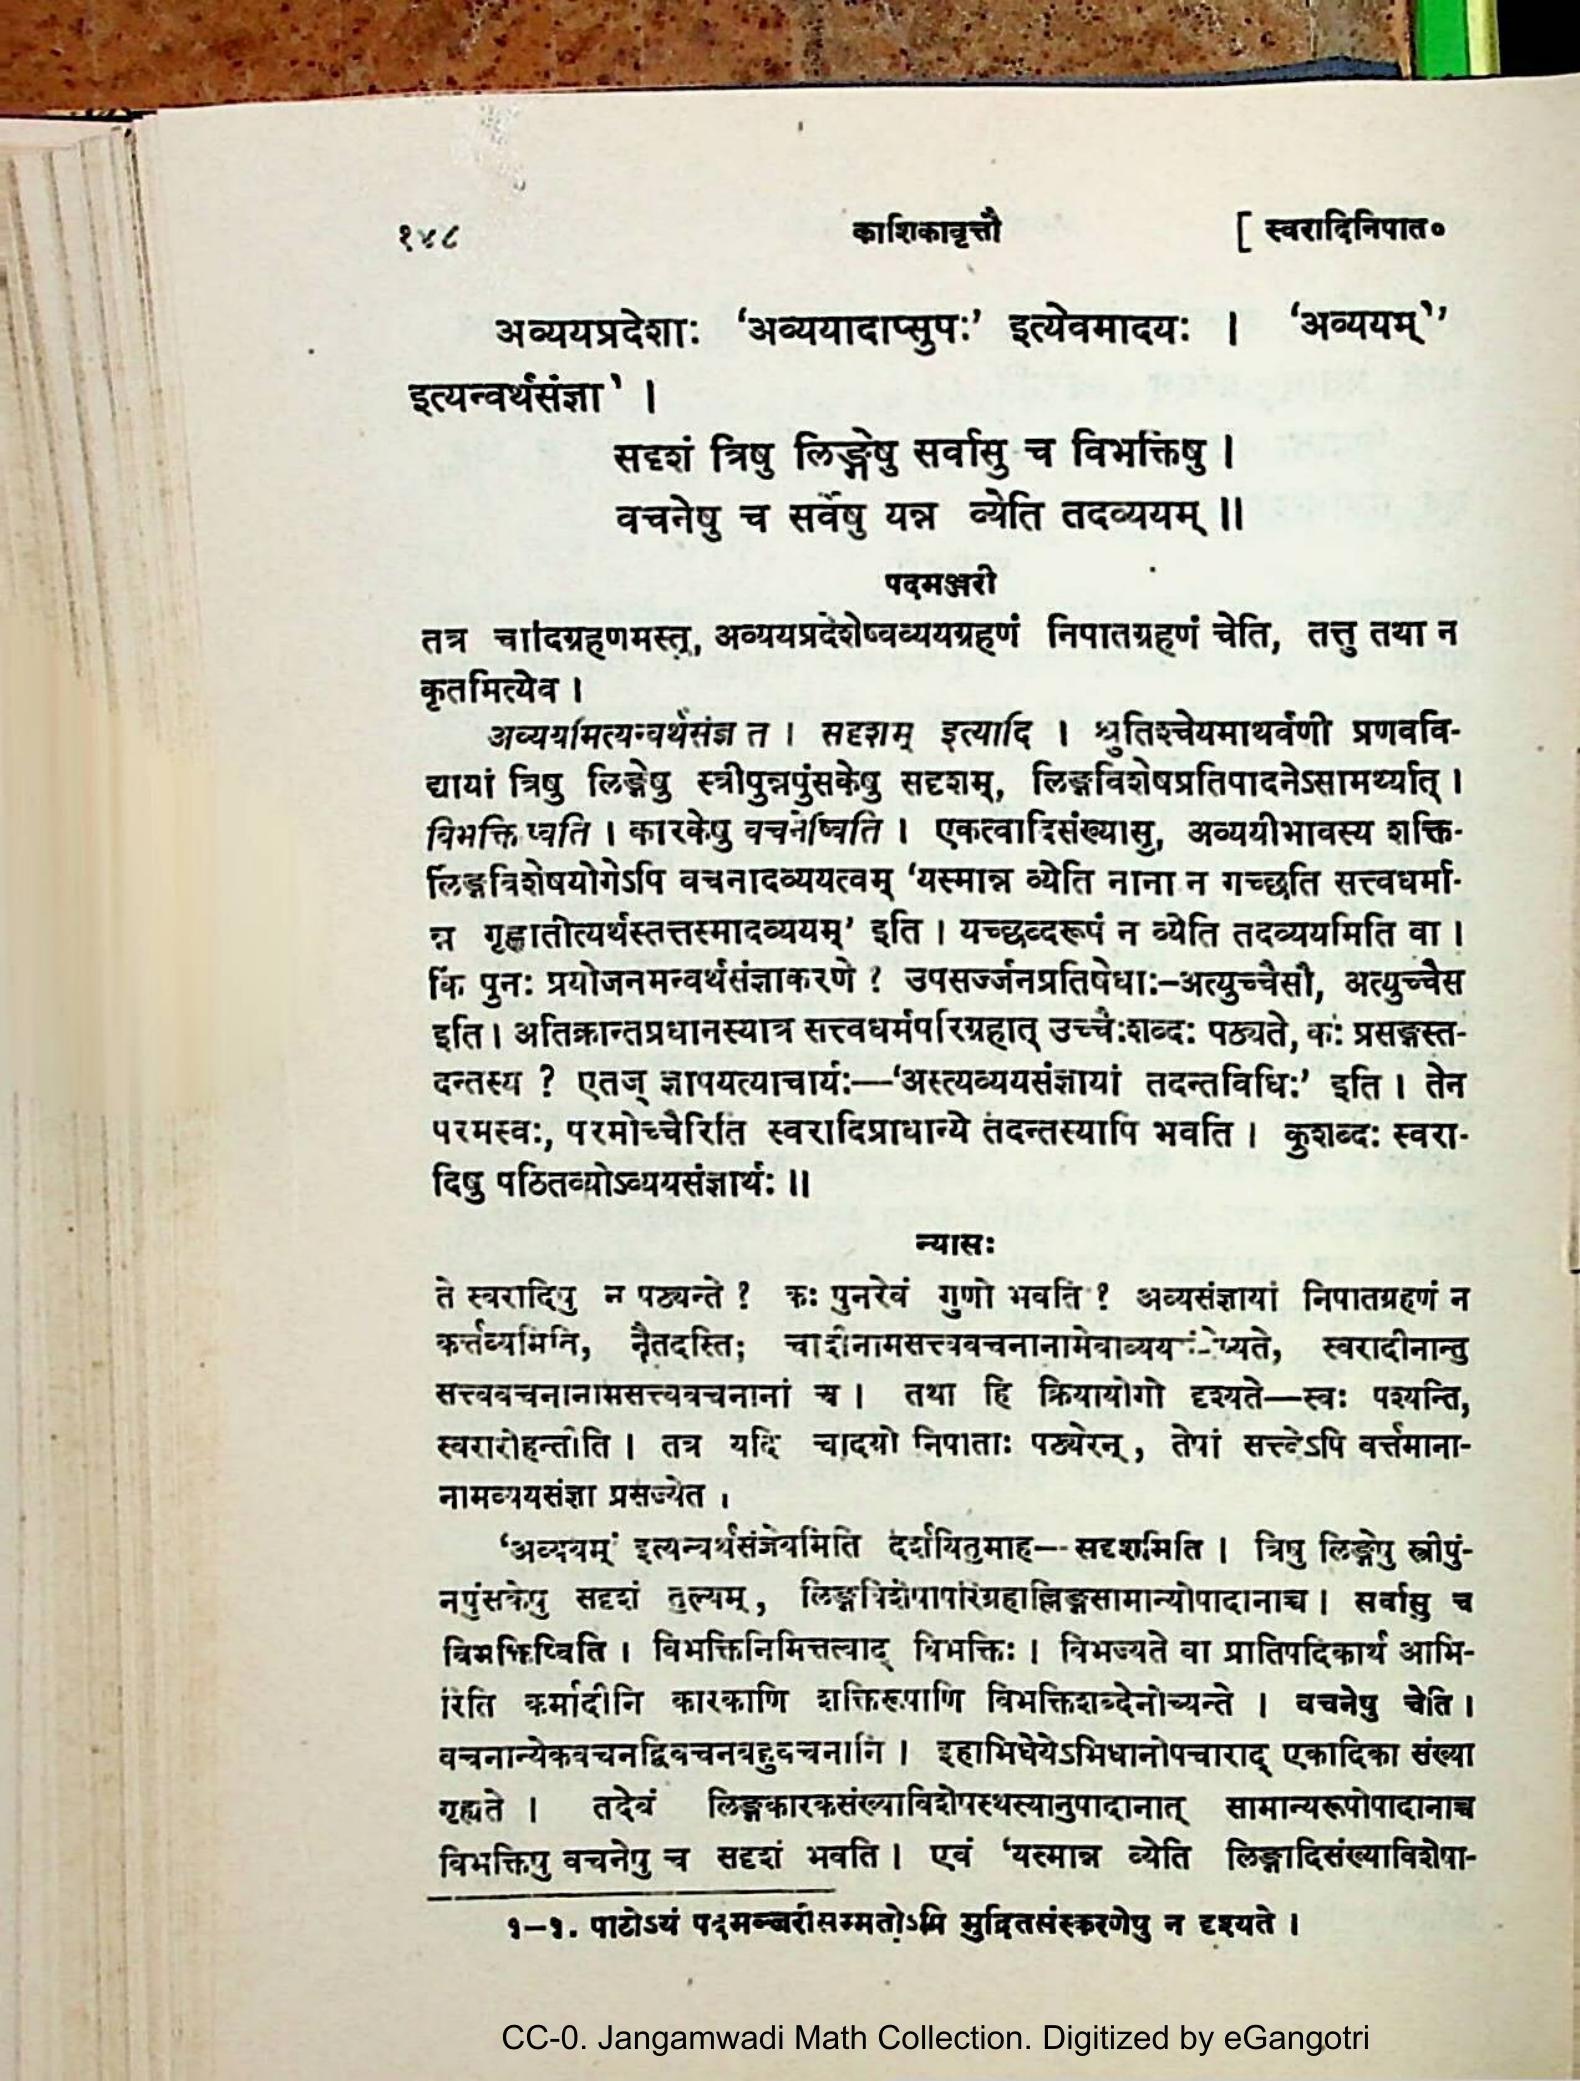 १४८ काशिकावृत्तौ [ स्वरादिनिपात०
अव्ययप्रदेशाः ‘अव्ययादाप्सुपः’ इत्येवमादयः । ‘अव्ययम्¹’
इत्यन्वर्थसंज्ञा¹ ।
सदृशं त्रिषु लिङ्गेषु सर्वासु च विभक्तिषु ।
वचनेषु च सर्वेषु यन्न व्येति तदव्ययम् ॥
पदमञ्जरी
तत्र चादिग्रहणमस्तु, अव्ययप्रदेशेष्वव्ययग्रहणं निपातग्रहणं चेति, तत्तु तथा न
कृतमित्येव ।
अव्ययमित्यन्वर्थसंज्ञ त । सदृशम् इत्यादि । श्रुतिश्चेयमाथर्वणी प्रणववि-
द्यायां त्रिषु लिङ्गेषु स्त्रीपुन्नपुंसकेषु सदृशम्, लिङ्गविशेषप्रतिपादनेऽसामर्थ्यात् ।
विभक्ति ष्वति । कारकेषु वचनेष्विति । एकत्वादिसंख्यासु, अव्ययीभावस्य शक्ति-
लिङ्गविशेषयोगेऽपि वचनादव्ययत्वम् ‘यस्मान्न व्येति नाना न गच्छति सत्त्वधर्मा-
न्न गृह्णातीत्यर्थस्तत्तस्मादव्ययम्’ इति । यच्छब्दरूपं न व्येति तदव्ययमिति वा ।
किं पुनः प्रयोजनमन्वर्थसंज्ञाकरणे ? उपसर्ज्जनप्रतिषेधाः–अत्युच्चैसौ, अत्युच्चैस
इति । अतिक्रान्तप्रधानस्यात्र सत्त्वधर्मपरिग्रहात् उच्चैःशब्दः पठ्यते, कः प्रसङ्गस्त-
दन्तस्य ? एतज् ज्ञापयत्याचार्यः—‘अस्त्यव्ययसंज्ञायां तदन्तविधिः’ इति । तेन
परमस्वः, परमोच्चैरिति स्वरादिप्राधान्ये तदन्तस्यापि भवति । कुशब्दः स्वरा-
दिषु पठितव्योऽव्ययसंज्ञार्थः ॥
न्यासः
ते स्वरादिषु न पठ्यन्ते ? कः पुनरेवं गुणो भवति ? अव्यसंज्ञायां निपातग्रहणं न
कर्त्तव्यमिति, नैतदस्ति; चादीनामसत्त्ववचनानामेवाव्यय स्वरादीनान्तु
सत्त्ववचनानामसत्त्ववचनानां च । तथा हि क्रियायोगो दृश्यते—स्वः पश्यन्ति,
स्वरारोहन्तीति । तत्र यदि चादयो निपाताः पठ्येरन्, तेषां सत्त्वेऽपि वर्त्तमाना-
नामव्ययसंज्ञा प्रसज्येत ।
‘अव्ययम्’ इत्यन्वर्थसंज्ञेयमिति दर्शयितुमाह—सदृशमिति । त्रिषु लिङ्गेषु स्त्रीपुं-
नपुंसकेषु सदृशं तुल्यम्, लिङ्गविशेषापरिग्रहाल्लिङ्गसामान्योपादानाच्च । सर्वासु च
विभक्तिष्विति । विभक्तिनिमित्तत्वाद् विभक्तिः । विभज्यते वा प्रातिपदिकार्थ आभि-
रिति कर्मादीनि कारकाणि शक्तिरूपाणि विभक्तिशब्देनोच्यन्ते । वचनेषु चेति ।
वचनान्येकवचनद्विवचनबहुवचनानि । इहाभिधेयेऽभिधानोपचाराद् एकादिका संख्या
गृह्यते । तदेवं लिङ्गकारकसंख्याविशेषस्थस्यानुपादानात् सामान्यरूपोपादानाच्च
विभक्तिषु वचनेषु च सदृशं भवति । एवं ‘यस्मान्न व्येति लिङ्गादिसंख्याविशेषा-
१–१. पाठोऽयं पदमञ्जरीसम्मतोऽपि मुद्रितसंस्करणेषु न दृश्यते ।
CC-0. Jangamwadi Math Collection. Digitized by eGangotri